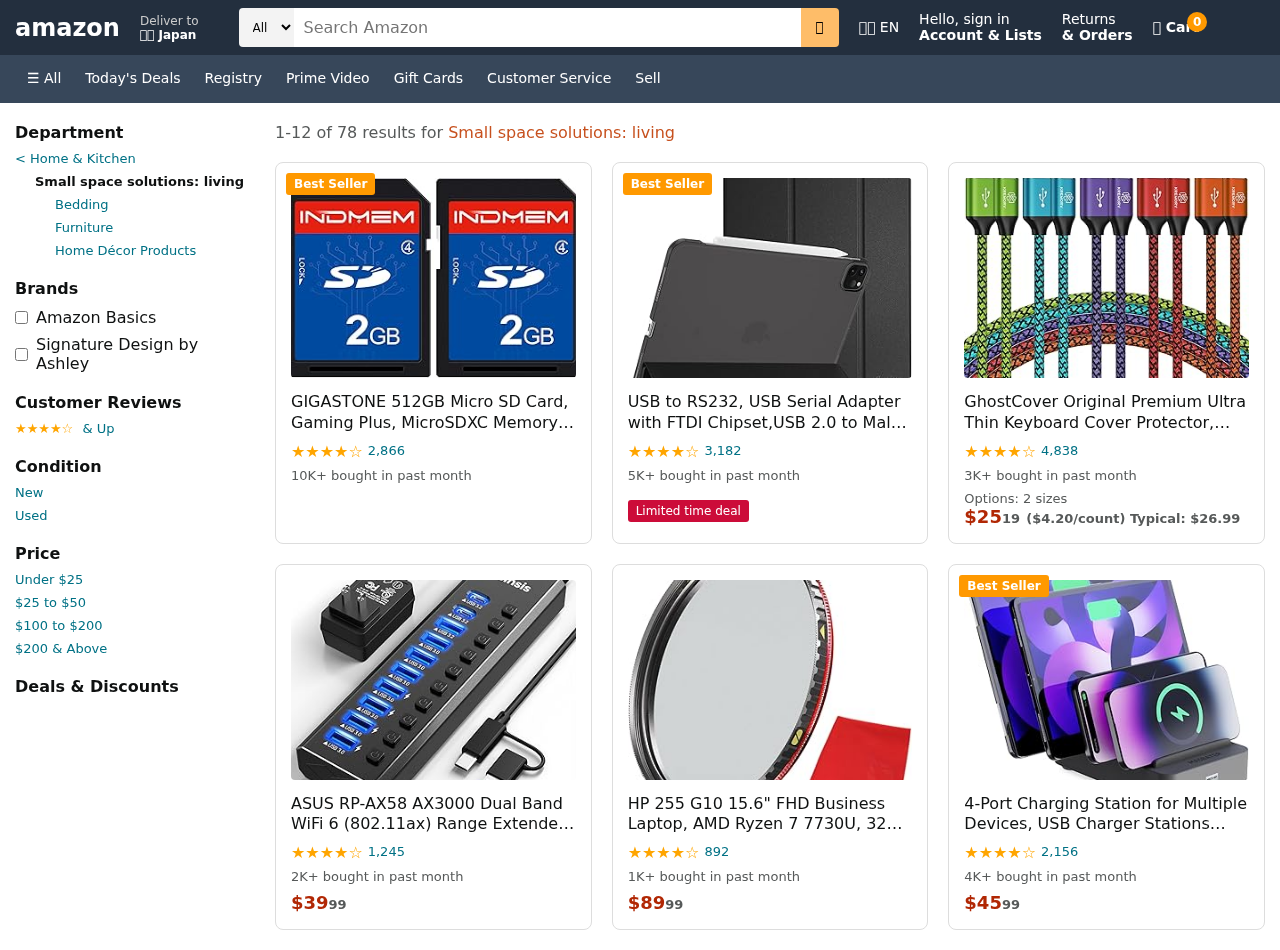 amazon
Deliver to
Japan
All
Search Amazon
EN
Hello, sign in
Account & Lists
Returns
& Orders
0
☰ All
Today's Deals
Registry
Prime Video
Gift Cards
Customer Service
Sell
Department
< Home & Kitchen
Small space solutions: living
Bedding
Furniture
Home Décor Products
Brands
Amazon Basics
Signature Design by
Ashley
Customer Reviews
★★★★☆ & Up
Condition
New
Used
Price
Under $25
$25 to $50
$100 to $200
$200 & Above
Deals & Discounts
1-12 of 78 results for Small space solutions: living
Best Seller
INDMEM INDMEM
4 4
LOCK LOCK
SD SD
2GB 2GB
GIGASTONE 512GB Micro SD Card,
Gaming Plus, MicroSDXC Memory…
★★★★☆ 2,866
10K+ bought in past month
Best Seller
USB to RS232, USB Serial Adapter
with FTDI Chipset,USB 2.0 to Mal…
★★★★☆ 3,182
5K+ bought in past month
Limited time deal
GhostCover Original Premium Ultra
Thin Keyboard Cover Protector,…
★★★★☆ 4,838
3K+ bought in past month
Options: 2 sizes
$2519 ($4.20/count) Typical: $26.99
ASUS RP-AX58 AX3000 Dual Band
WiFi 6 (802.11ax) Range Extende…
★★★★☆ 1,245
2K+ bought in past month
$3999
HP 255 G10 15.6" FHD Business
Laptop, AMD Ryzen 7 7730U, 32…
★★★★☆ 892
1K+ bought in past month
$8999
Best Seller
4-Port Charging Station for Multiple
Devices, USB Charger Stations…
★★★★☆ 2,156
4K+ bought in past month
$4599